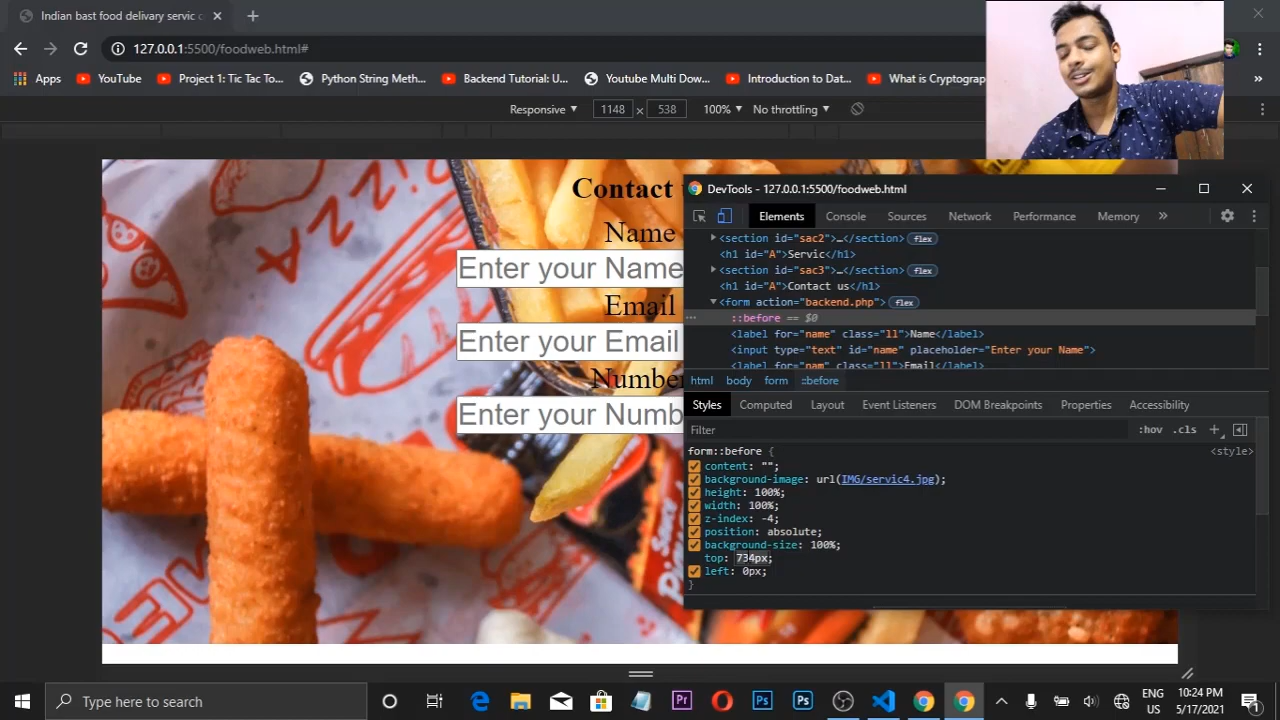 Indian bast food delivery servic c
127.0.0.1:5500/foodweb.html#
Apps YouTube Project 1: Tic Tac To... Python String Meth... Backend Tutorial: U... Youtube Multi Dow... Introduction to Dat... What is Cryptograp »
Responsive 1148 × 538 100% No throttling
Contact
Name
Enter your Name
Email
Enter your Email
Number
Enter your Numb
DevTools - 127.0.0.1:5500/foodweb.html
Elements Console Sources Network Performance Memory »
<section id="sac2">…</section> flex
<h1 id="A">Servic</h1>
<section id="sac3">…</section> flex
<h1 id="A">Contact us</h1>
<form action="backend.php"> flex
::before == $0
<label for="name" class="ll">Name</label>
<input type="text" id="name" placeholder="Enter your Name">
<label for="nam" class="ll">Email</label>
html body form ::before
Styles Computed Layout Event Listeners DOM Breakpoints Properties Accessibility
Filter :hov .cls +
form::before { <style>
content: "";
background-image: url(IMG/servic4.jpg);
height: 100%;
width: 100%;
z-index: -4;
position: absolute;
background-size: 100%;
top: 734px;
left: 0px;
}
Type here to search
ENG
US
10:24 PM
5/17/2021